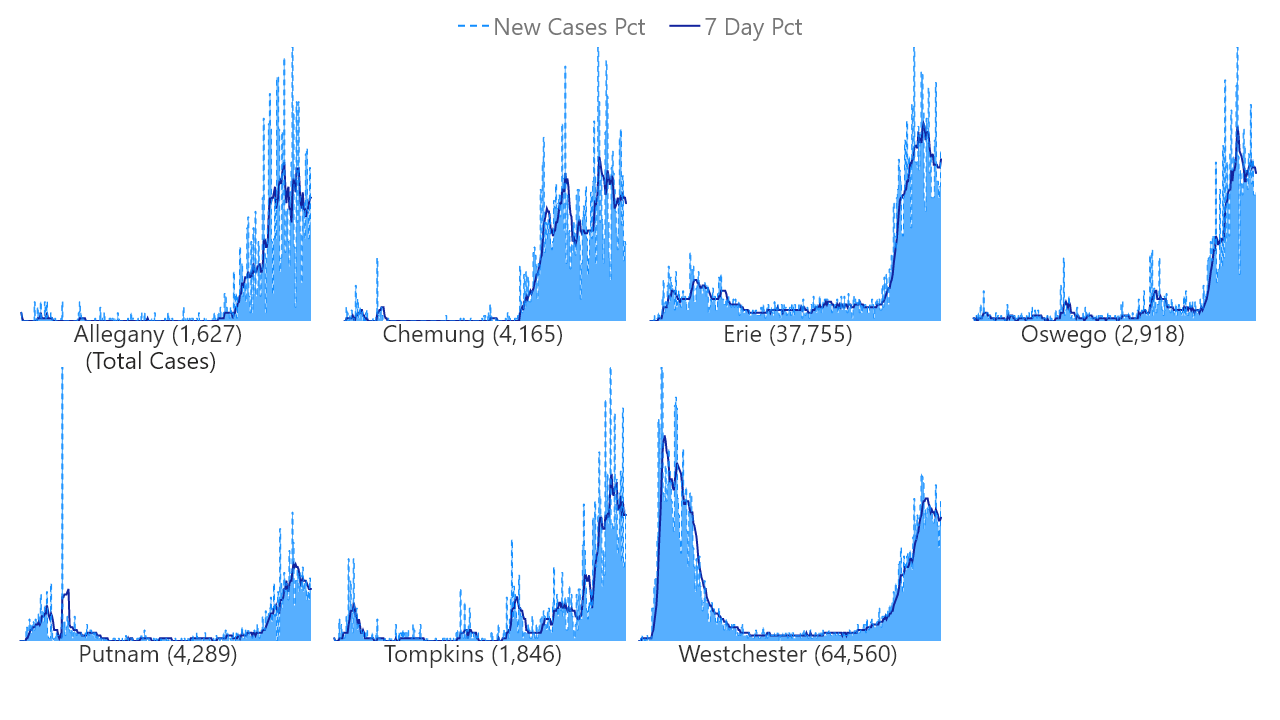 New Cases Pct 7 Day Pct
Allegany (1,627) Chemung (4,165) Erie (37,755) Oswego (2,918)
(Total Cases)
Putnam (4,289) Tompkins (1,846) Westchester (64,560)